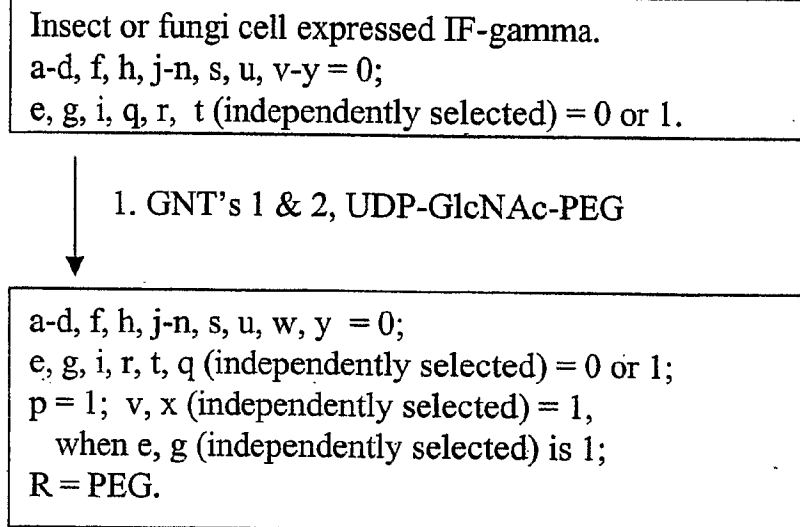 Insect or fungi cell expressed IF-gamma.
a-d, f, h, j-n, s, u, v-y = 0;
e, g, i, q, r, t (independently selected) = 0 or 1.
1. GNT's 1 & 2, UDP-GlcNAc-PEG
a-d, f, h, j-n, s, u, w, y = 0;
e, g, i, r, t, q (independently selected) = 0 or 1;
p = 1; v, x (independently selected) = 1,
when e, g (independently selected) is 1;
R = PEG.